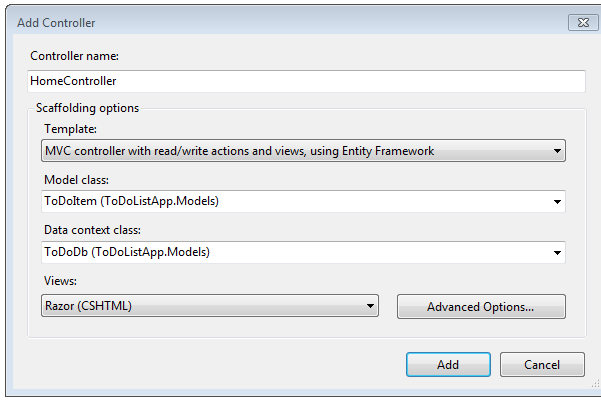 Add Controller
Controller name:
HomeController
Scaffolding options
Template:
MVC controller with read/write actions and views, using Entity Framework
Model class:
ToDoItem (ToDoListApp.Models)
Data context class:
ToDoDb (ToDoListApp.Models)
Views:
Razor (CSHTML)
Advanced Options...
Add
Cancel